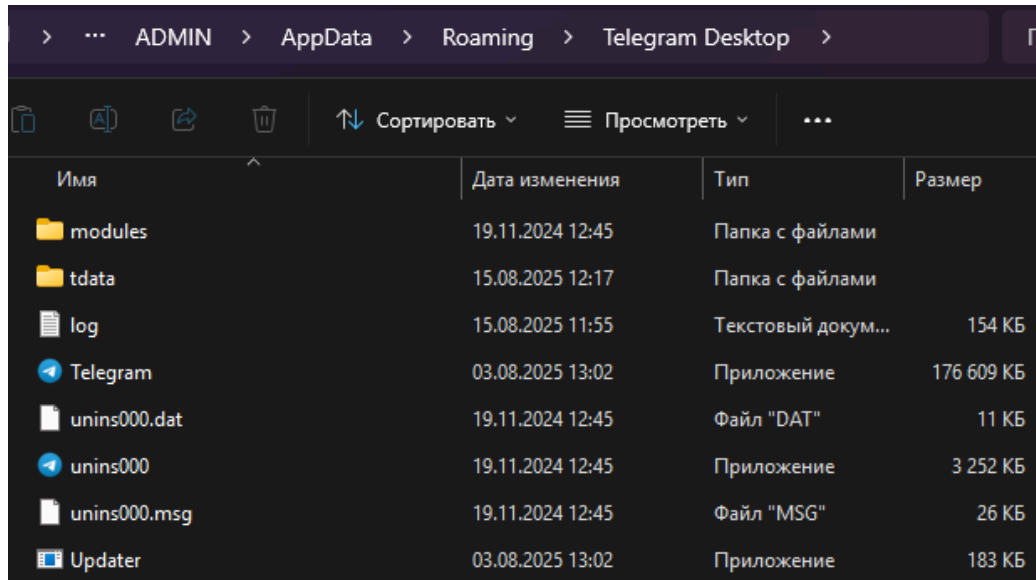 > ··· ADMIN > AppData > Roaming > Telegram Desktop >
Сортировать Просмотреть ···
Имя Дата изменения Тип Размер
modules 19.11.2024 12:45 Папка с файлами
tdata 15.08.2025 12:17 Папка с файлами
log 15.08.2025 11:55 Текстовый докум... 154 КБ
Telegram 03.08.2025 13:02 Приложение 176 609 КБ
unins000.dat 19.11.2024 12:45 Файл "DAT" 11 КБ
unins000 19.11.2024 12:45 Приложение 3 252 КБ
unins000.msg 19.11.2024 12:45 Файл "MSG" 26 КБ
Updater 03.08.2025 13:02 Приложение 183 КБ